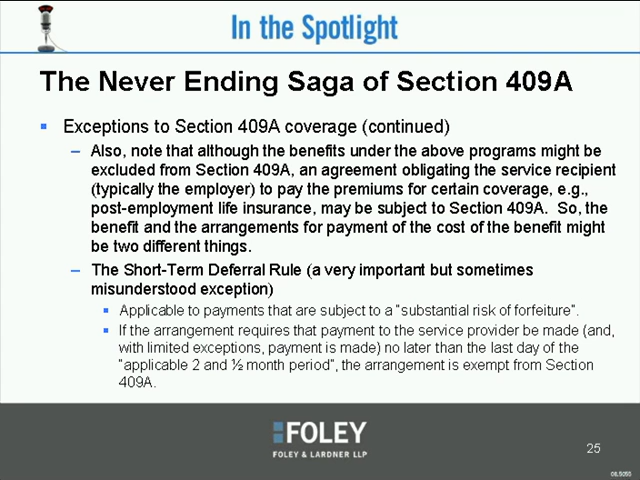 In the Spotlight
The Never Ending Saga of Section 409A
▪ Exceptions to Section 409A coverage (continued)
– Also, note that although the benefits under the above programs might be
excluded from Section 409A, an agreement obligating the service recipient
(typically the employer) to pay the premiums for certain coverage, e.g.,
post-employment life insurance, may be subject to Section 409A.  So, the
benefit and the arrangements for payment of the cost of the benefit might
be two different things.
– The Short-Term Deferral Rule (a very important but sometimes
misunderstood exception)
▪ Applicable to payments that are subject to a “substantial risk of forfeiture”.
▪ If the arrangement requires that payment to the service provider be made (and,
with limited exceptions, payment is made) no later than the last day of the
“applicable 2 and ½ month period”, the arrangement is exempt from Section
409A.
FOLEY
FOLEY & LARDNER LLP
25
08.5055